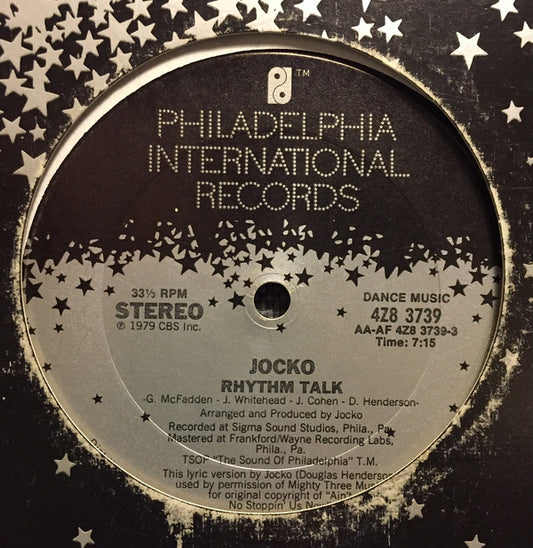 TM
PHILADELPHIA
INTERNATIONAL
RECORDS
33⅓ RPM
STEREO
℗ 1979 CBS Inc.
DANCE MUSIC
4Z8 3739
AA-AF 4Z8 3739-3
Time: 7:15
JOCKO
RHYTHM TALK
-G. McFadden - J. Whitehead - J. Cohen - D. Henderson-
Arranged and Produced by Jocko
Recorded at Sigma Sound Studios, Phila., Pa.
Mastered at Frankford/Wayne Recording Labs,
Phila., Pa.
TSOP "The Sound Of Philadelphia" T.M.
This lyric version by Jocko (Douglas Henderson
used by permission of Mighty Three Mu
for original copyright of "Ain't
No Stoppin' Us No